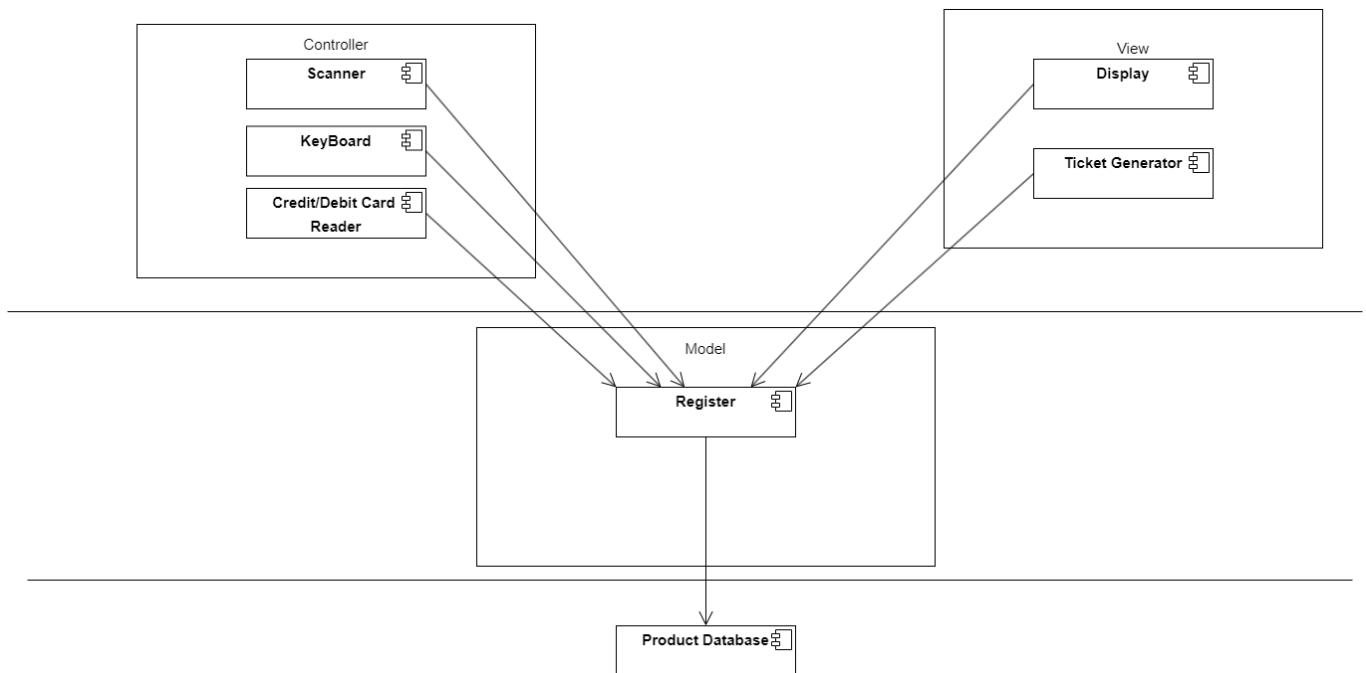 Controller
Scanner
KeyBoard
Credit/Debit Card
Reader
View
Display
Ticket Generator
Model
Register
Product Database